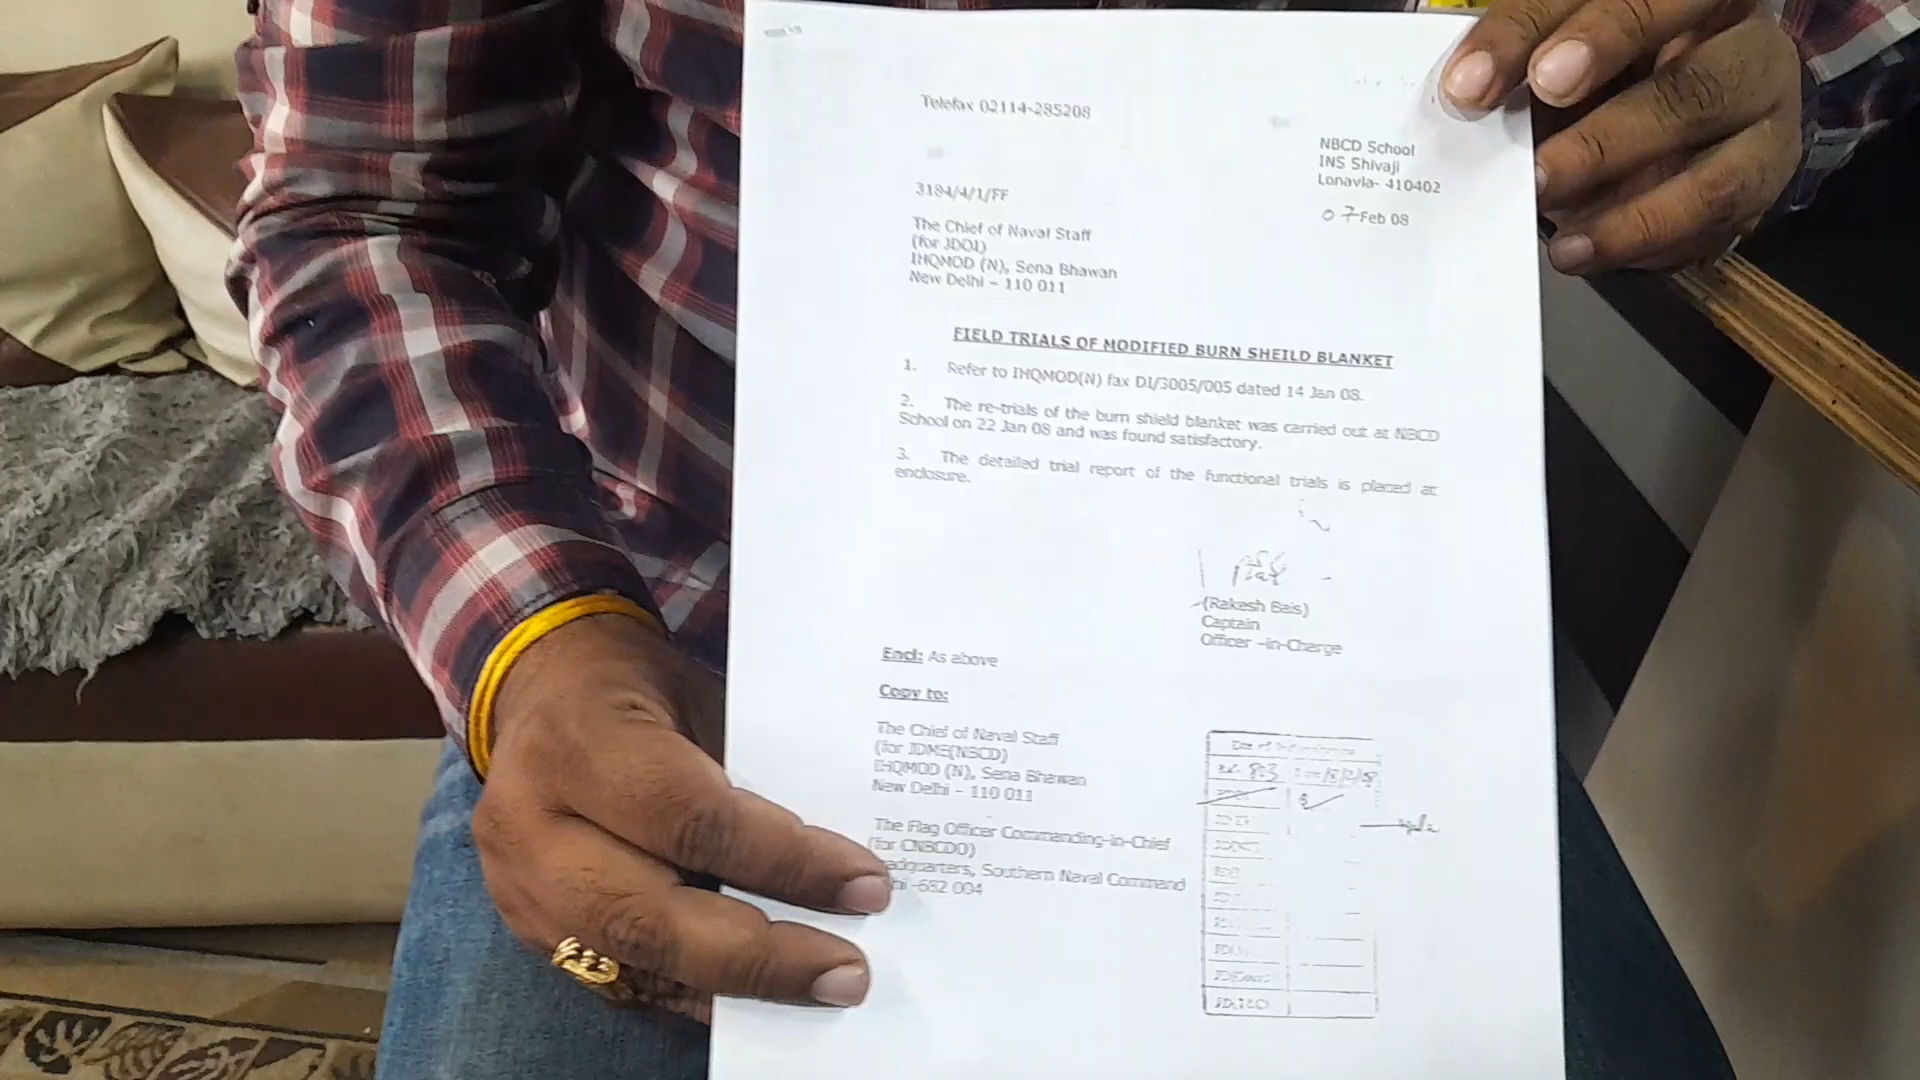 Telefax 02114-285208
NBCD School
INS Shivaji
Lonavla- 410402
07 Feb 08
3184/4/1/FF
The Chief of Naval Staff
(for JDOI)
IHQMOD (N), Sena Bhawan
New Delhi – 110 011
FIELD TRIALS OF MODIFIED BURN SHEILD BLANKET
1. Refer to IHQMOD(N) fax DI/3005/005 dated 14 Jan 08.
2. The re-trials of the burn shield blanket was carried out at NBCD
School on 22 Jan 08 and was found satisfactory.
3. The detailed trial report of the functional trials is placed at
enclosure.
(Rakesh Bais)
Captain
Officer –in-Charge
Encl: As above
Copy to:
The Chief of Naval Staff
(for JDME(NBCD)
IHQMOD (N), Sena Bhawan
New Delhi - 110 011
The Flag Officer Commanding-in-Chief
(for CNBCDO)
eadquarters, Southern Naval Command
hi -682 004